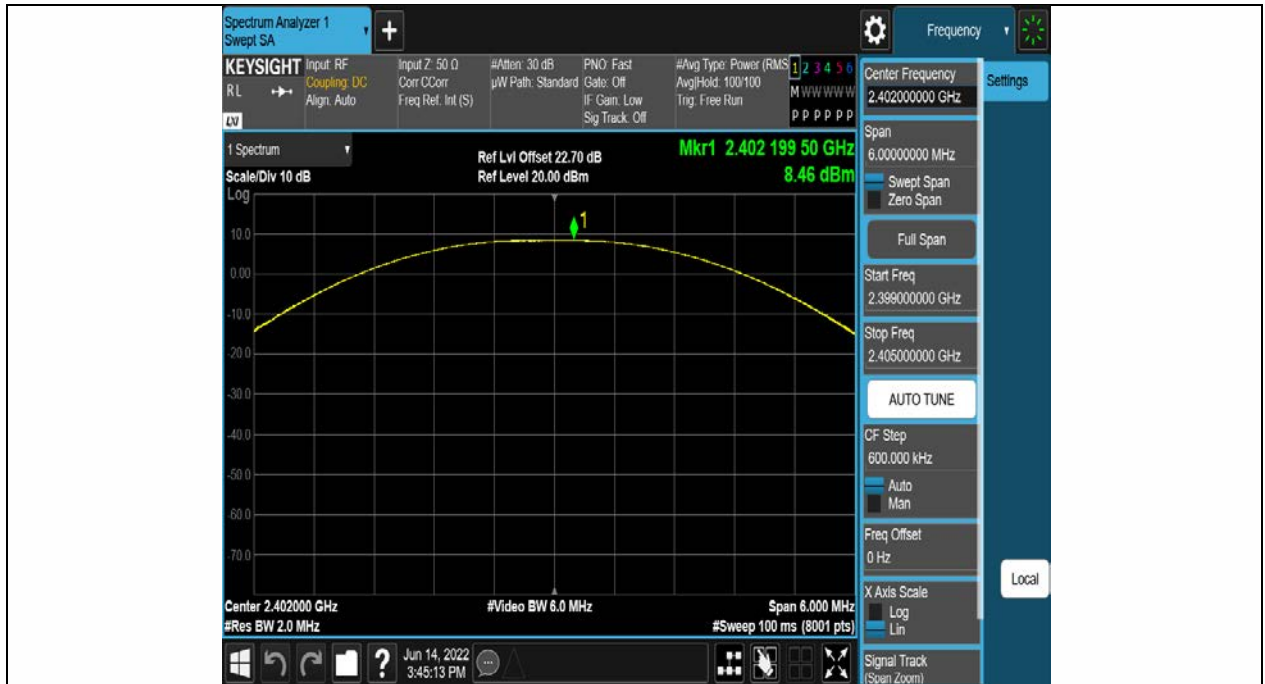 Spectrum Analyzer 1
Swept SA
+
Frequency
KEYSIGHT
RL
LXI
Input: RF
Coupling: DC
Align: Auto
Input Z: 50 Ω
Corr CCorr
Freq Ref: Int (S)
#Atten: 30 dB
µW Path: Standard
PNO: Fast
Gate: Off
IF Gain: Low
Sig Track: Off
#Avg Type: Power (RMS
Avg|Hold: 100/100
Trig: Free Run
1 2 3 4 5 6
M W W W W W
P P P P P P
1 Spectrum
Scale/Div 10 dB
Ref Lvl Offset 22.70 dB
Ref Level 20.00 dBm
Mkr1 2.402 199 50 GHz
8.46 dBm
Log
1
10.0
0.00
-10.0
-20.0
-30.0
-40.0
-50.0
-60.0
-70.0
Center 2.402000 GHz
#Res BW 2.0 MHz
#Video BW 6.0 MHz
Span 6.000 MHz
#Sweep 100 ms (8001 pts)
Center Frequency
2.402000000 GHz
Settings
Span
6.00000000 MHz
Swept Span
Zero Span
Full Span
Start Freq
2.399000000 GHz
Stop Freq
2.405000000 GHz
AUTO TUNE
CF Step
600.000 kHz
Auto
Man
Freq Offset
0 Hz
X Axis Scale
Log
Lin
Local
Signal Track
(Span Zoom)
?
Jun 14, 2022
3:45:13 PM